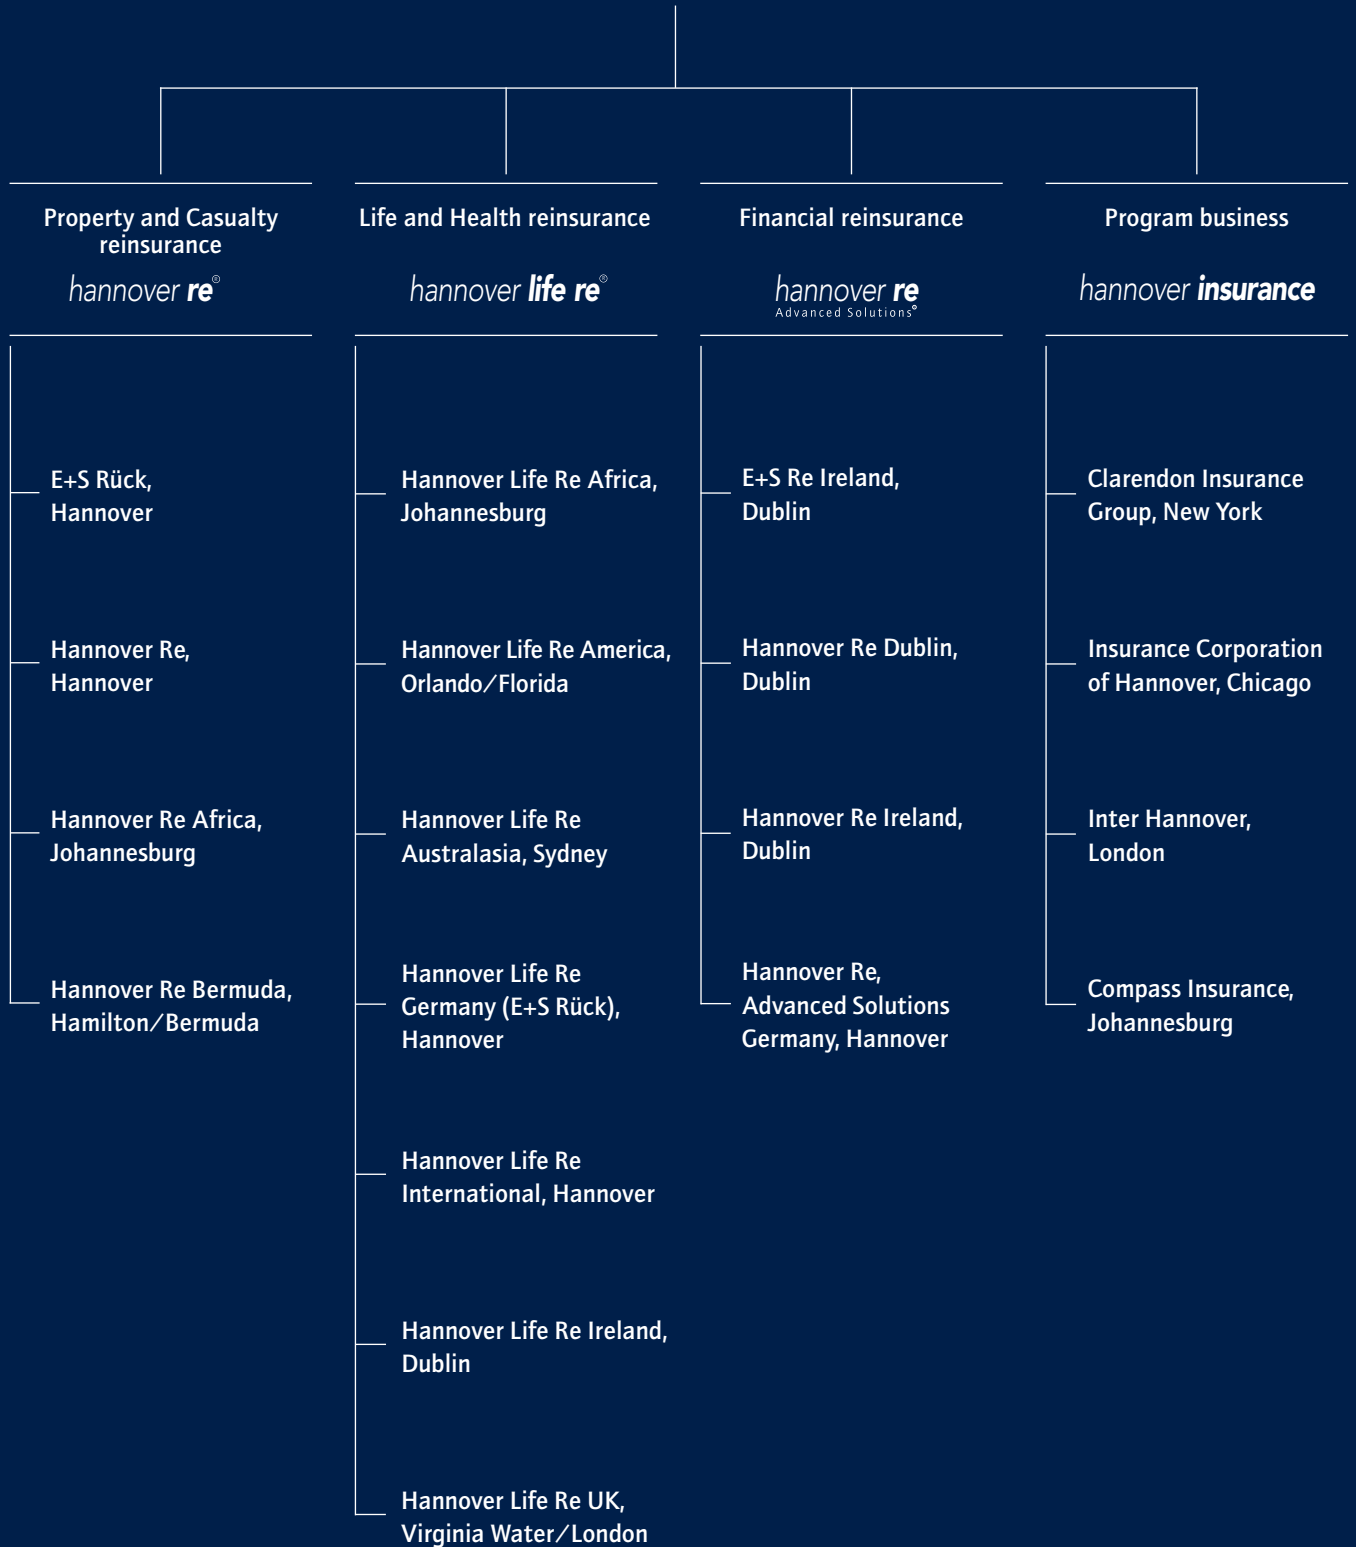 Property and Casualty
reinsurance
hannover re®
Life and Health reinsurance
hannover life re®
Financial reinsurance
hannover re
Advanced Solutions®
Program business
hannover insurance
E+S Rück,
Hannover
Hannover Re,
Hannover
Hannover Re Africa,
Johannesburg
Hannover Re Bermuda,
Hamilton/Bermuda
Hannover Life Re Africa,
Johannesburg
Hannover Life Re America,
Orlando/Florida
Hannover Life Re
Australasia, Sydney
Hannover Life Re
Germany (E+S Rück),
Hannover
Hannover Life Re
International, Hannover
Hannover Life Re Ireland,
Dublin
Hannover Life Re UK,
Virginia Water/London
E+S Re Ireland,
Dublin
Hannover Re Dublin,
Dublin
Hannover Re Ireland,
Dublin
Hannover Re,
Advanced Solutions
Germany, Hannover
Clarendon Insurance
Group, New York
Insurance Corporation
of Hannover, Chicago
Inter Hannover,
London
Compass Insurance,
Johannesburg